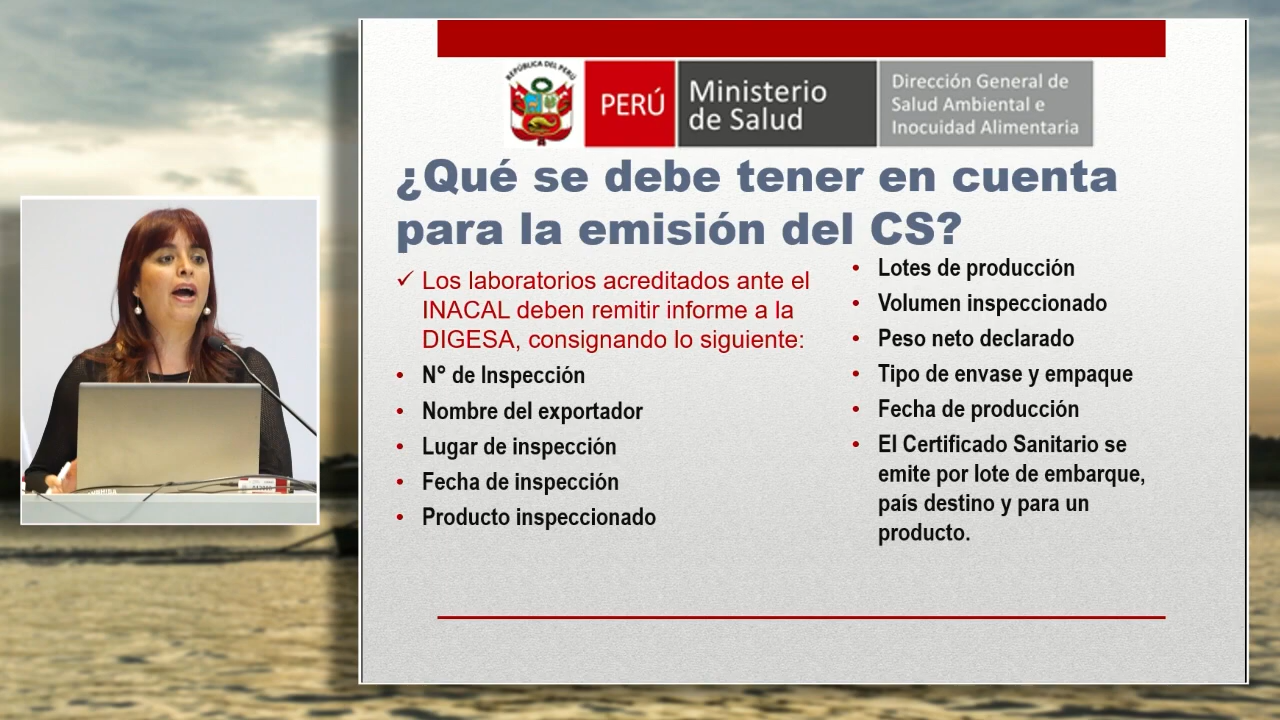 REPÚBLICA DEL PERÚ
PERÚ
Ministerio
de Salud
Dirección General de
Salud Ambiental e
Inocuidad Alimentaria
¿Qué se debe tener en cuenta
para la emisión del CS?
✓ Los laboratorios acreditados ante el
INACAL deben remitir informe a la
DIGESA, consignando lo siguiente:
• N° de Inspección
• Nombre del exportador
• Lugar de inspección
• Fecha de inspección
• Producto inspeccionado
• Lotes de producción
• Volumen inspeccionado
• Peso neto declarado
• Tipo de envase y empaque
• Fecha de producción
• El Certificado Sanitario se
emite por lote de embarque,
país destino y para un
producto.